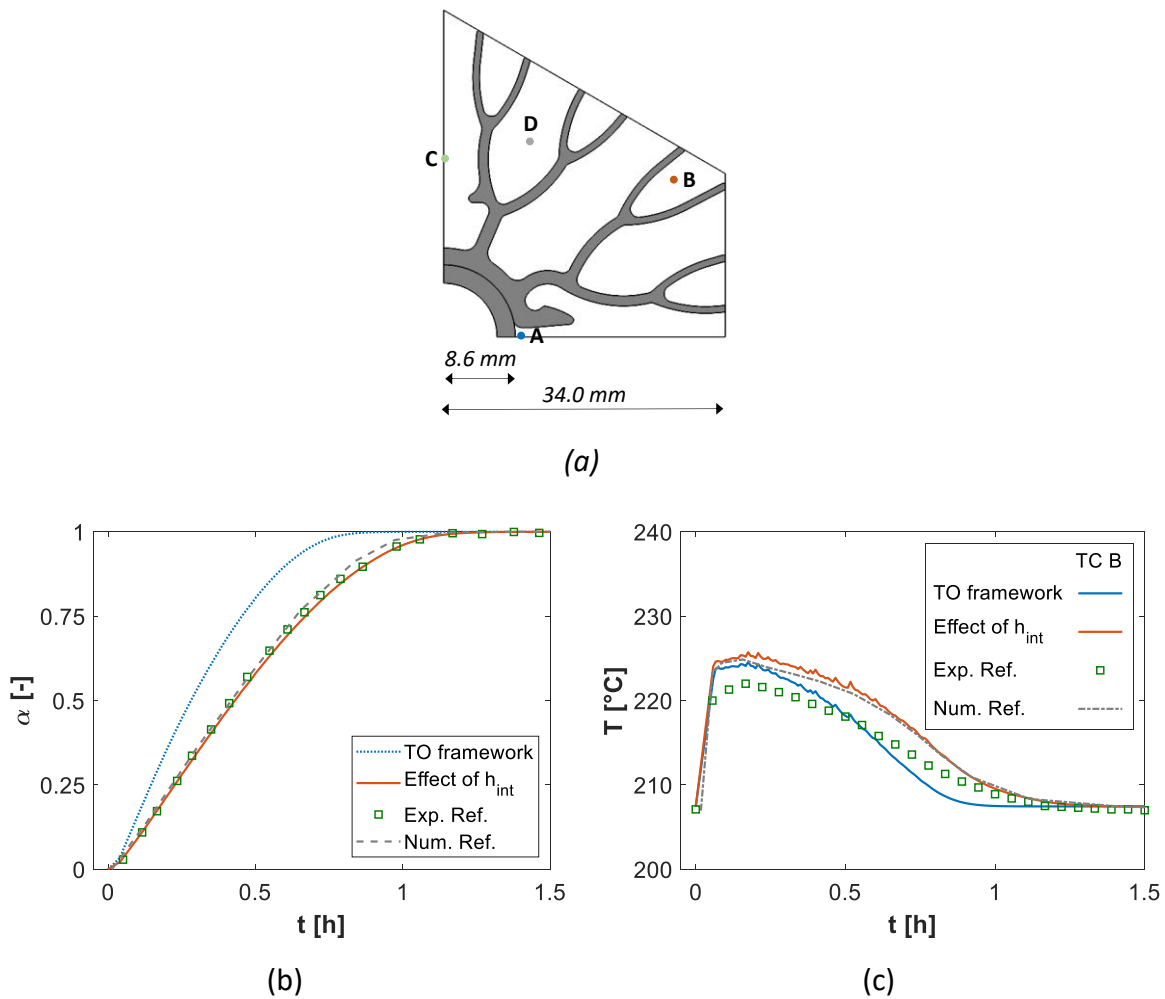 D
C
B
A
8.6 mm
34.0 mm
(a)
1
0.75
0.5
0.25
0
α [-]
0
0.5
1
1.5
t [h]
TO framework
Effect of hint
Exp. Ref.
Num. Ref.
(b)
240
230
220
210
200
T [°C]
0
0.5
1
1.5
t [h]
TC B
TO framework
Effect of hint
Exp. Ref.
Num. Ref.
(c)